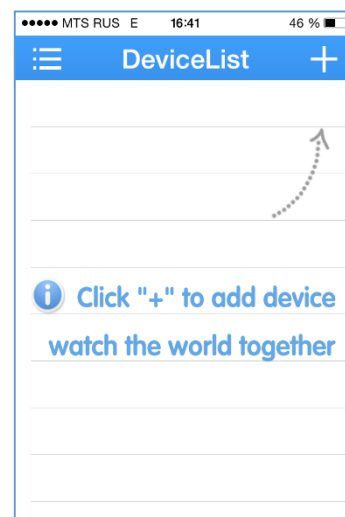 MTS RUS E 16:41 46 %
DeviceList
Click "+" to add device
watch the world together